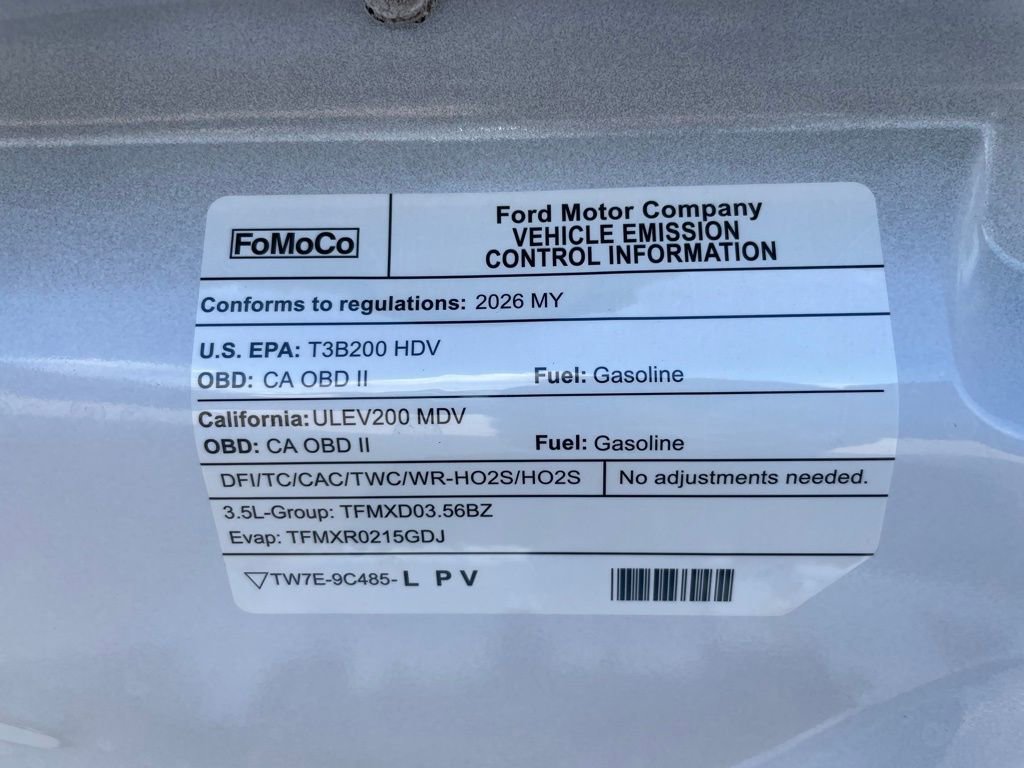 FoMoCo
Ford Motor Company
VEHICLE EMISSION
CONTROL INFORMATION
Conforms to regulations: 2026 MY
U.S. EPA: T3B200 HDV
OBD: CA OBD II Fuel: Gasoline
California: ULEV200 MDV
OBD: CA OBD II Fuel: Gasoline
DFI/TC/CAC/TWC/WR-HO2S/HO2S No adjustments needed.
3.5L-Group: TFMXD03.56BZ
Evap: TFMXR0215GDJ
TW7E-9C485-L P V